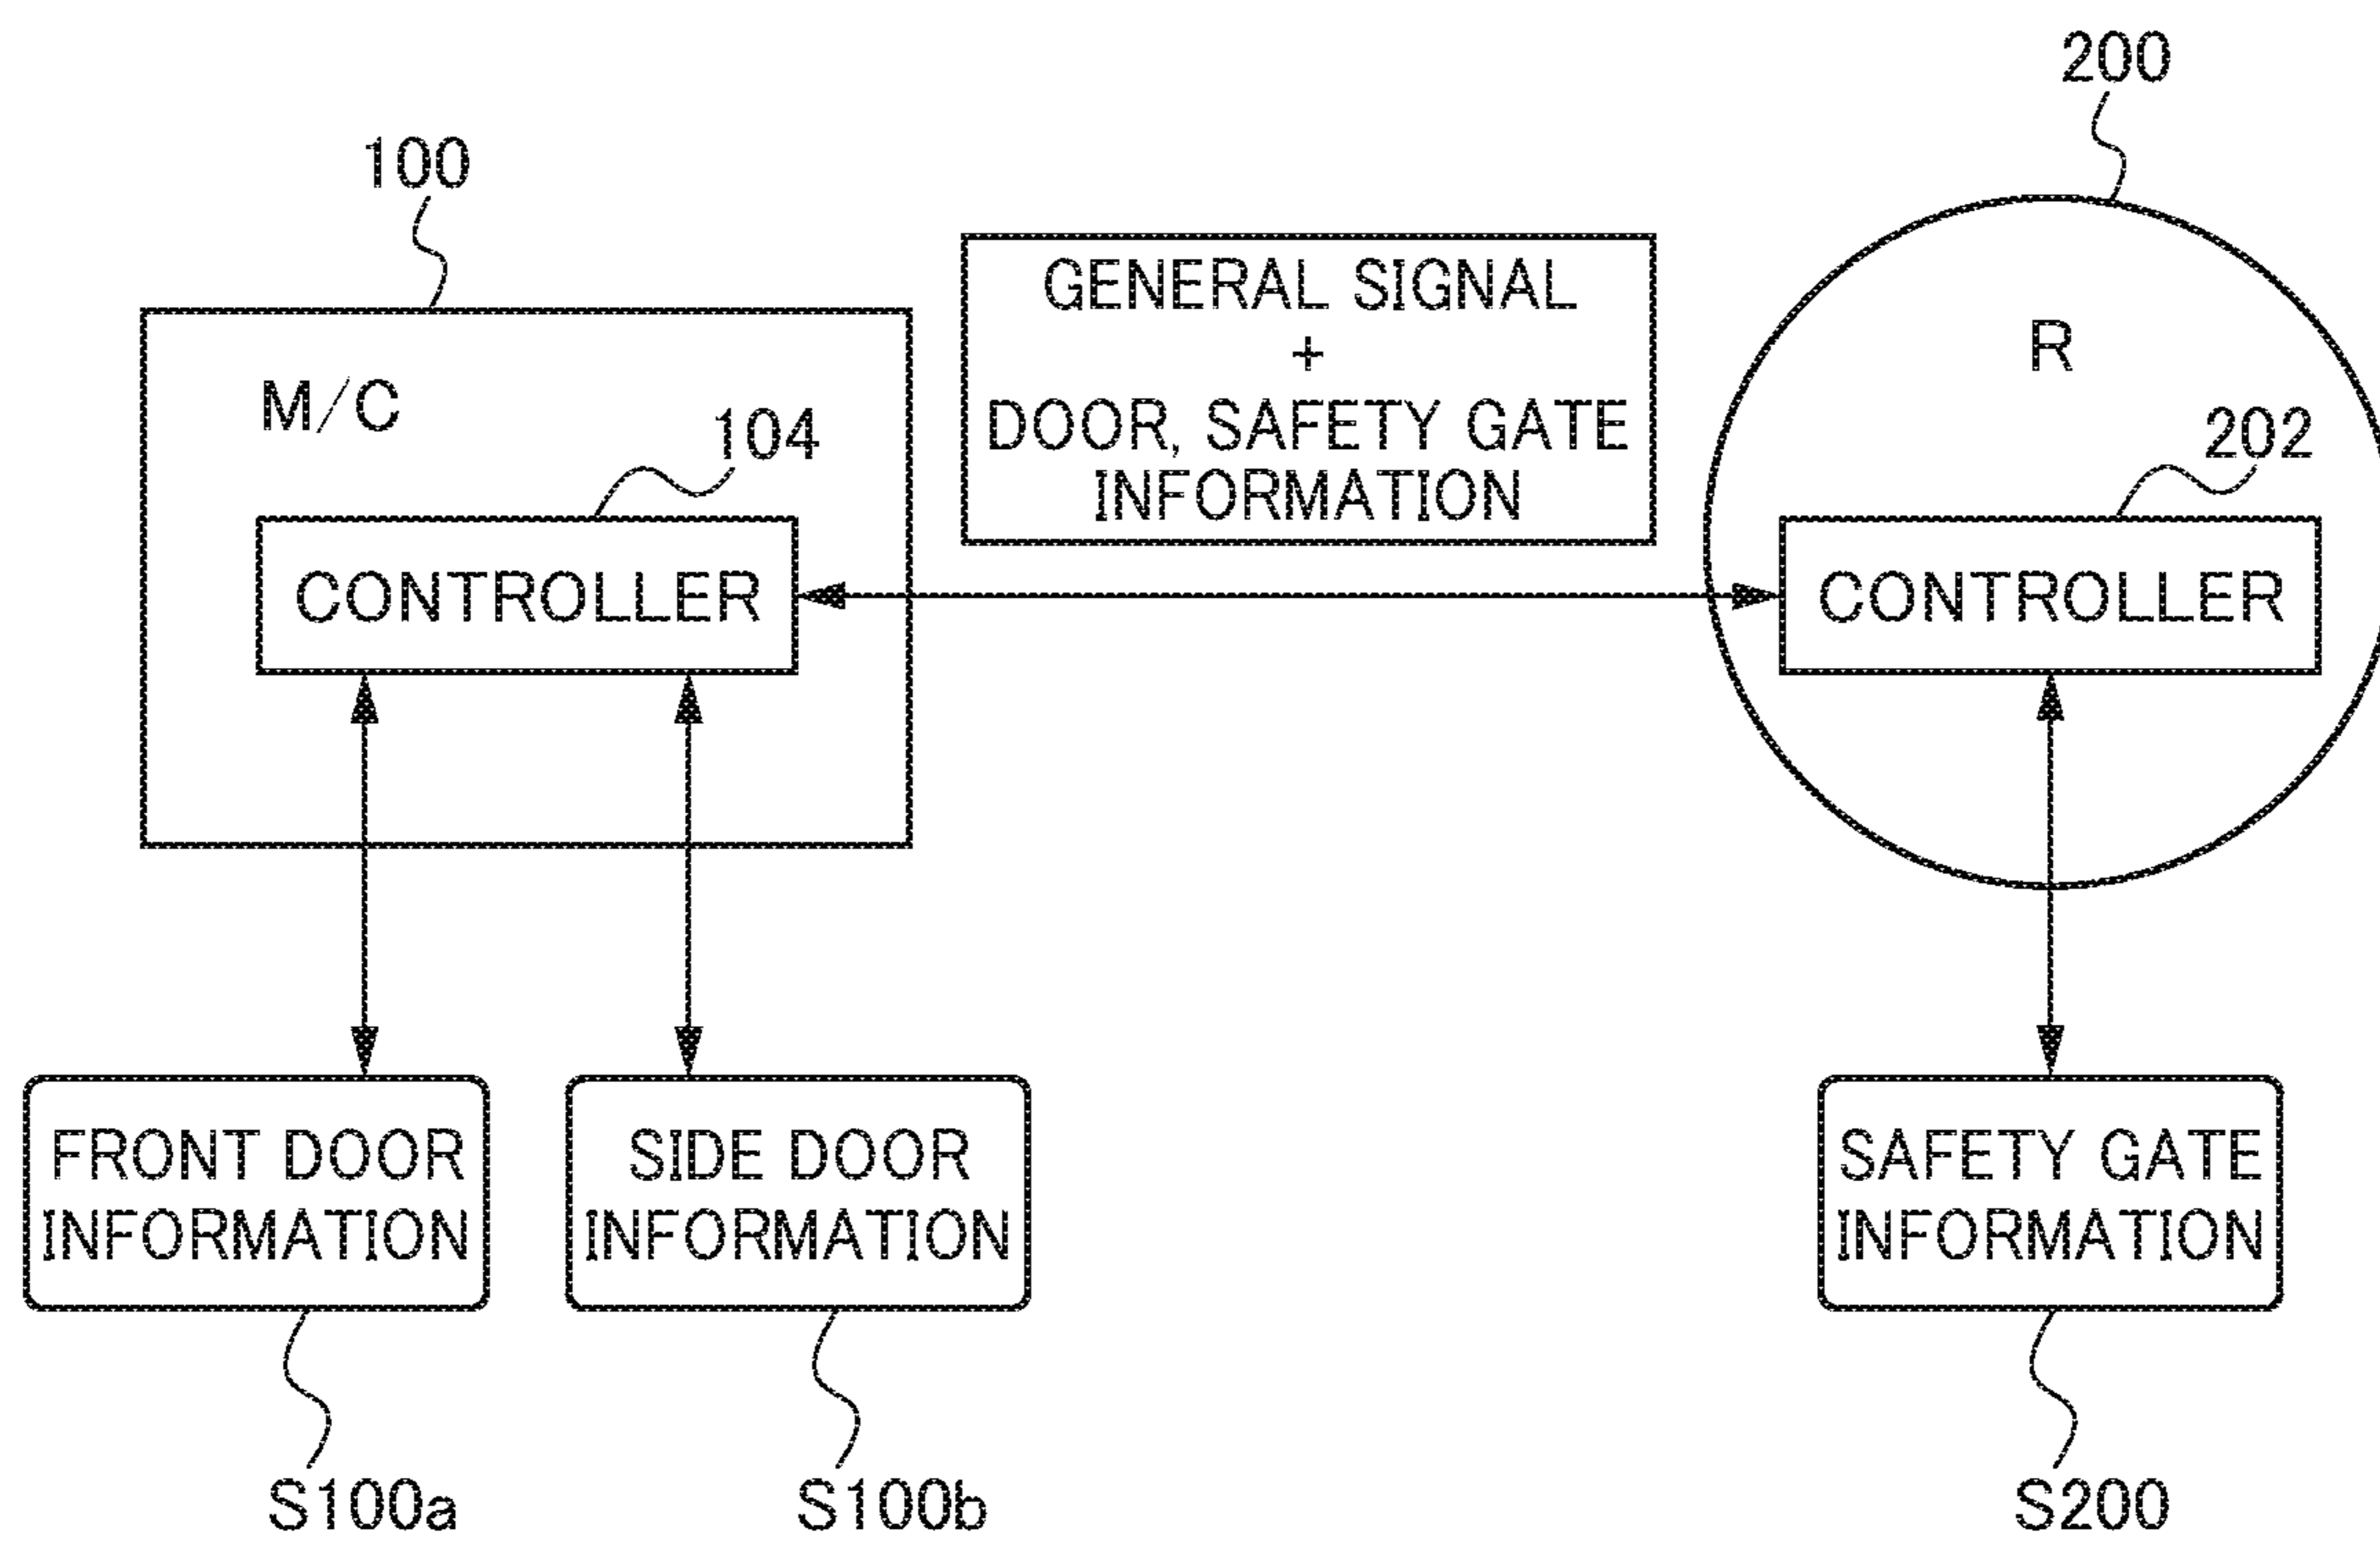 200
100
GENERAL SIGNAL
+
DOOR, SAFETY GATE
INFORMATION
R
M/C
104
202
CONTROLLER
CONTROLLER
FRONT DOOR
INFORMATION
SIDE DOOR
INFORMATION
SAFETY GATE
INFORMATION
S100a
S100b
S200